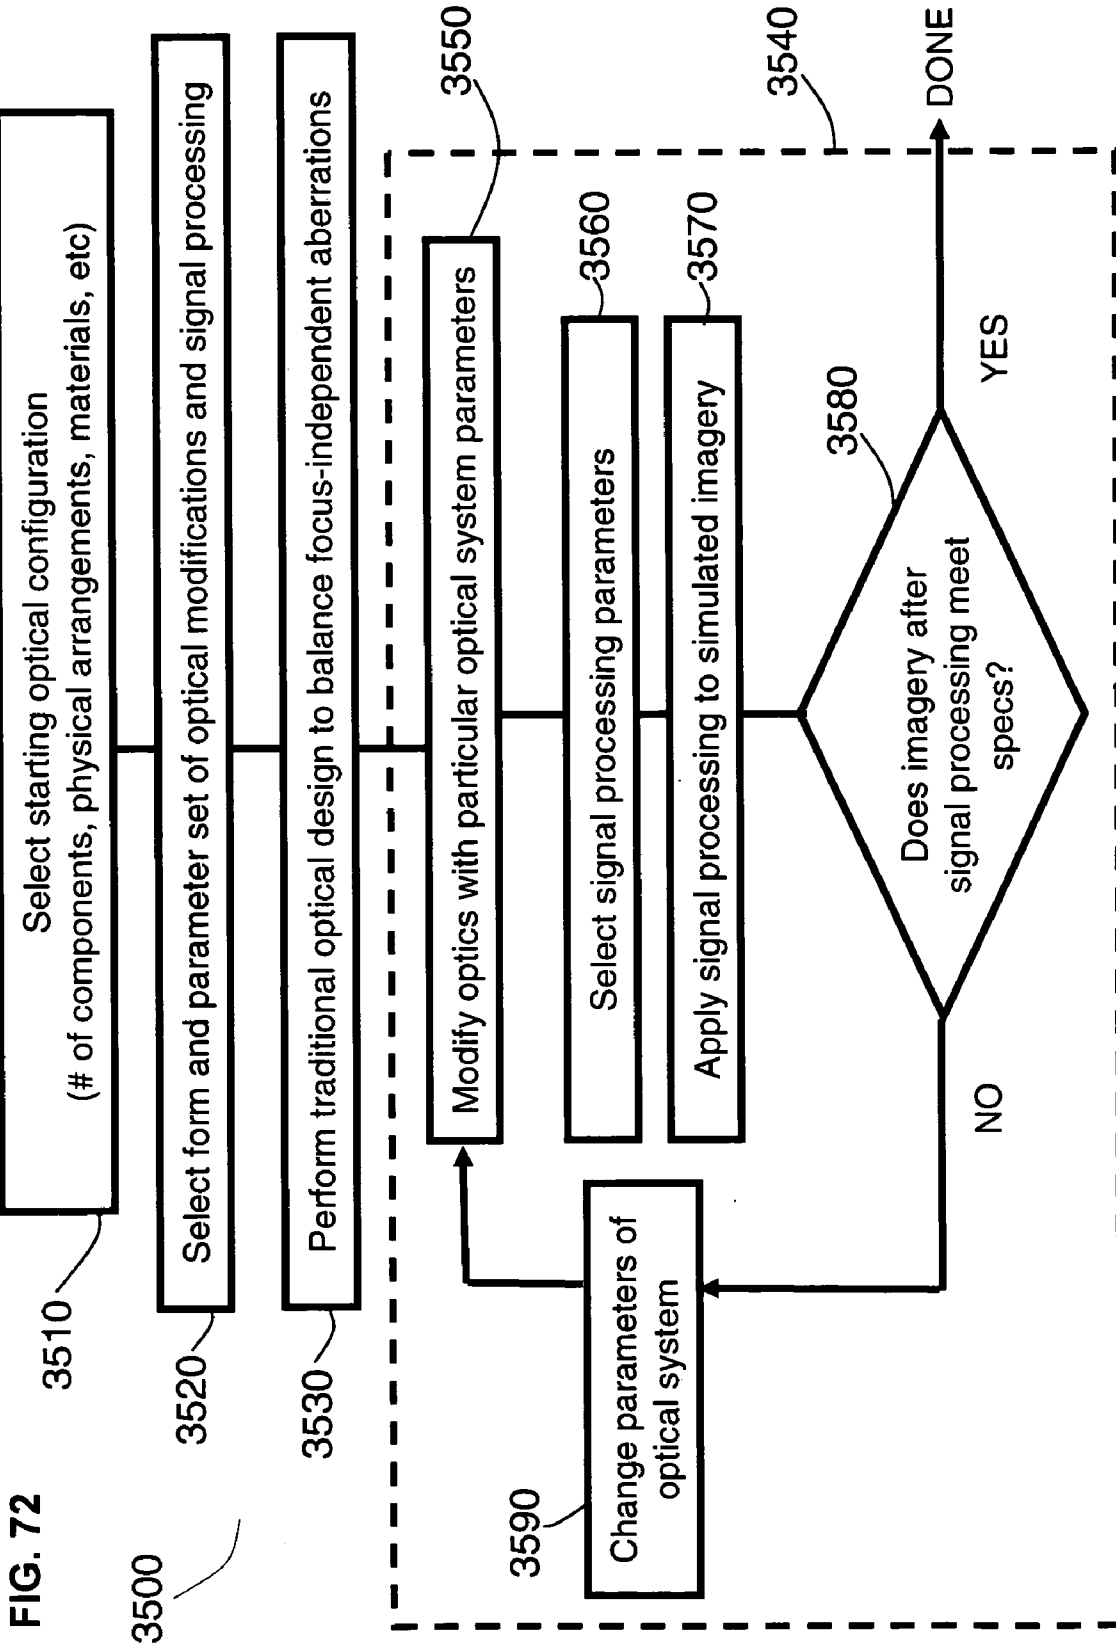 FIG. 72
3500
3510
Select starting optical configuration
(# of components, physical arrangements, materials, etc)
3520
Select form and parameter set of optical modifications and signal processing
3530
Perform traditional optical design to balance focus-independent aberrations
3540
3550
Modify optics with particular optical system parameters
3560
Select signal processing parameters
3570
Apply signal processing to simulated imagery
3580
Does imagery after
signal processing meet
specs?
YES
DONE
NO
3590
Change parameters of
optical system